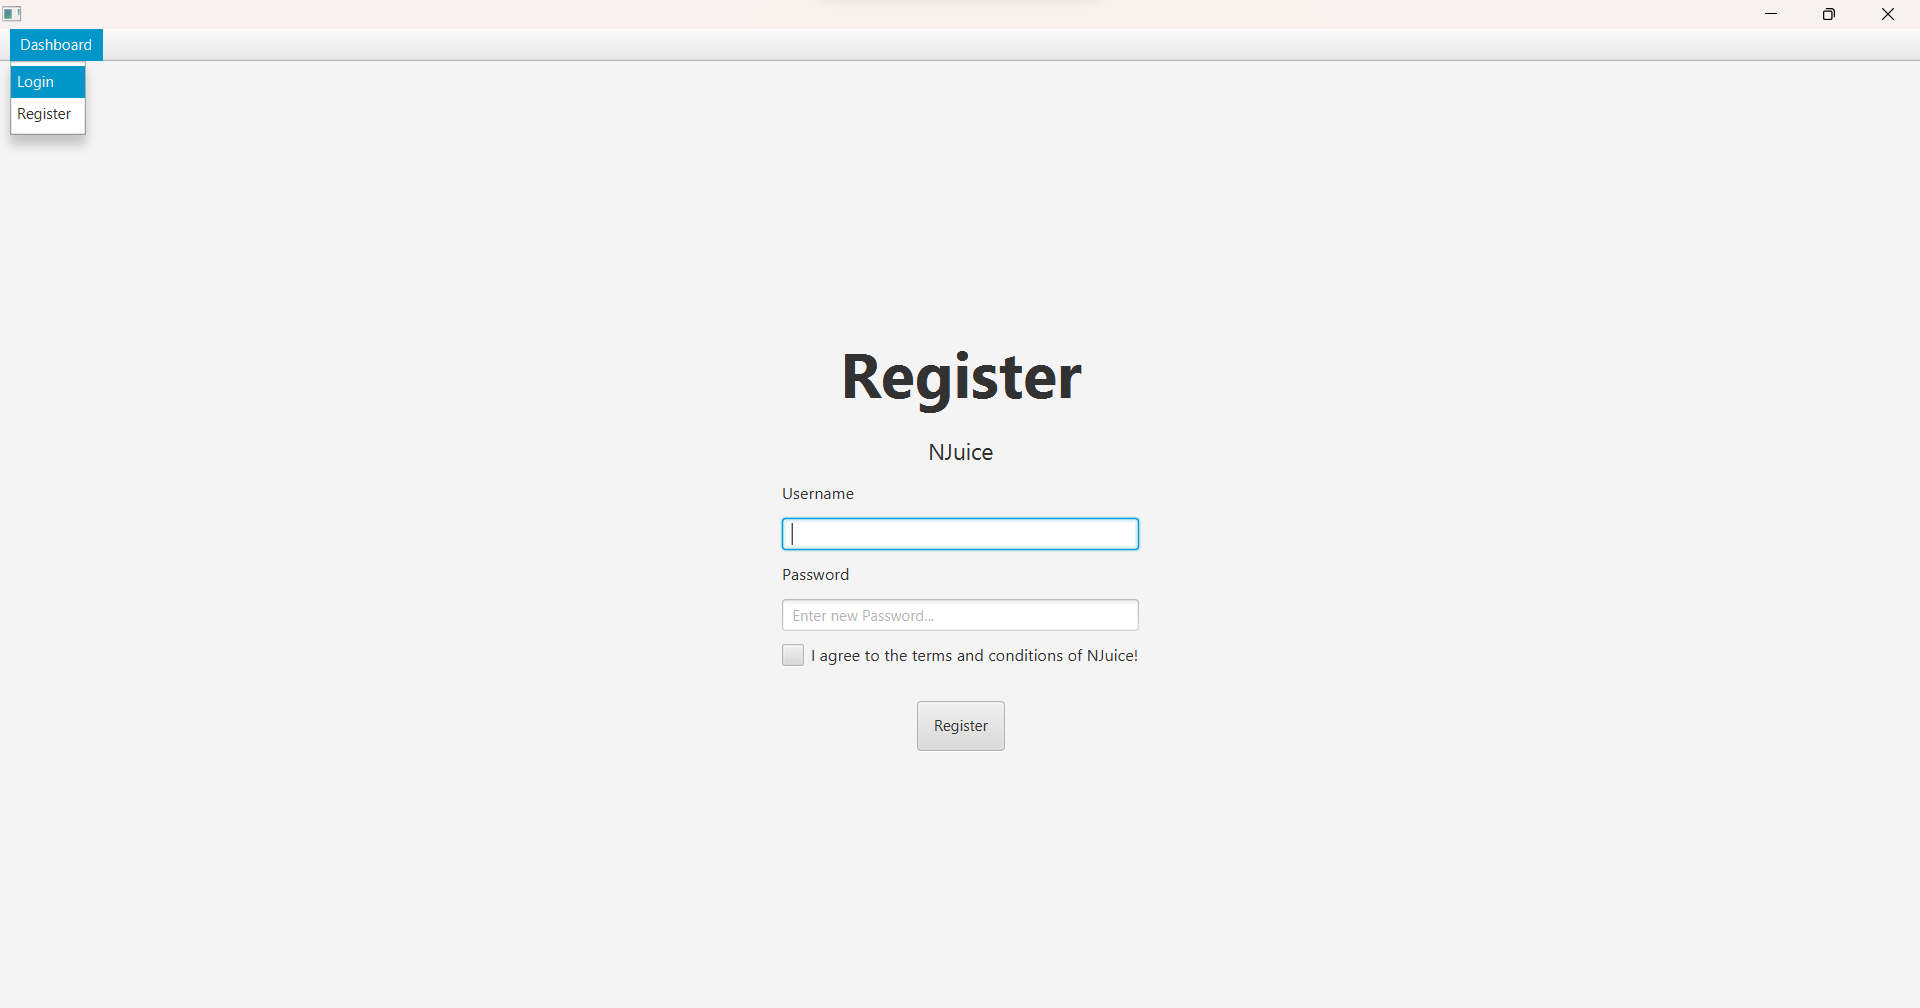 Dashboard
Login
Register
Register
NJuice
Username
Password
Enter new Password...
I agree to the terms and conditions of NJuice!
Register